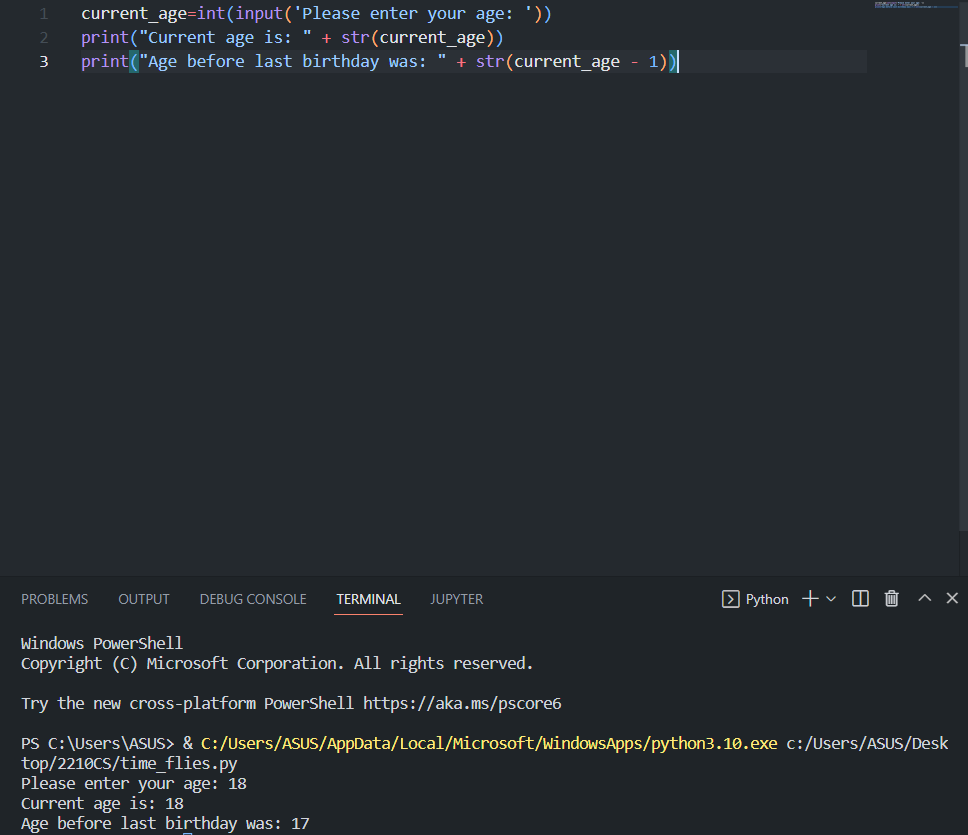 1 current_age=int(input('Please enter your age: '))
2 print("Current age is: " + str(current_age))
3 print("Age before last birthday was: " + str(current_age - 1))
PROBLEMS OUTPUT DEBUG CONSOLE TERMINAL JUPYTER Python
Windows PowerShell
Copyright (C) Microsoft Corporation. All rights reserved.
Try the new cross-platform PowerShell https://aka.ms/pscore6
PS C:\Users\ASUS> & C:/Users/ASUS/AppData/Local/Microsoft/WindowsApps/python3.10.exe c:/Users/ASUS/Desk
top/2210CS/time_flies.py
Please enter your age: 18
Current age is: 18
Age before last birthday was: 17